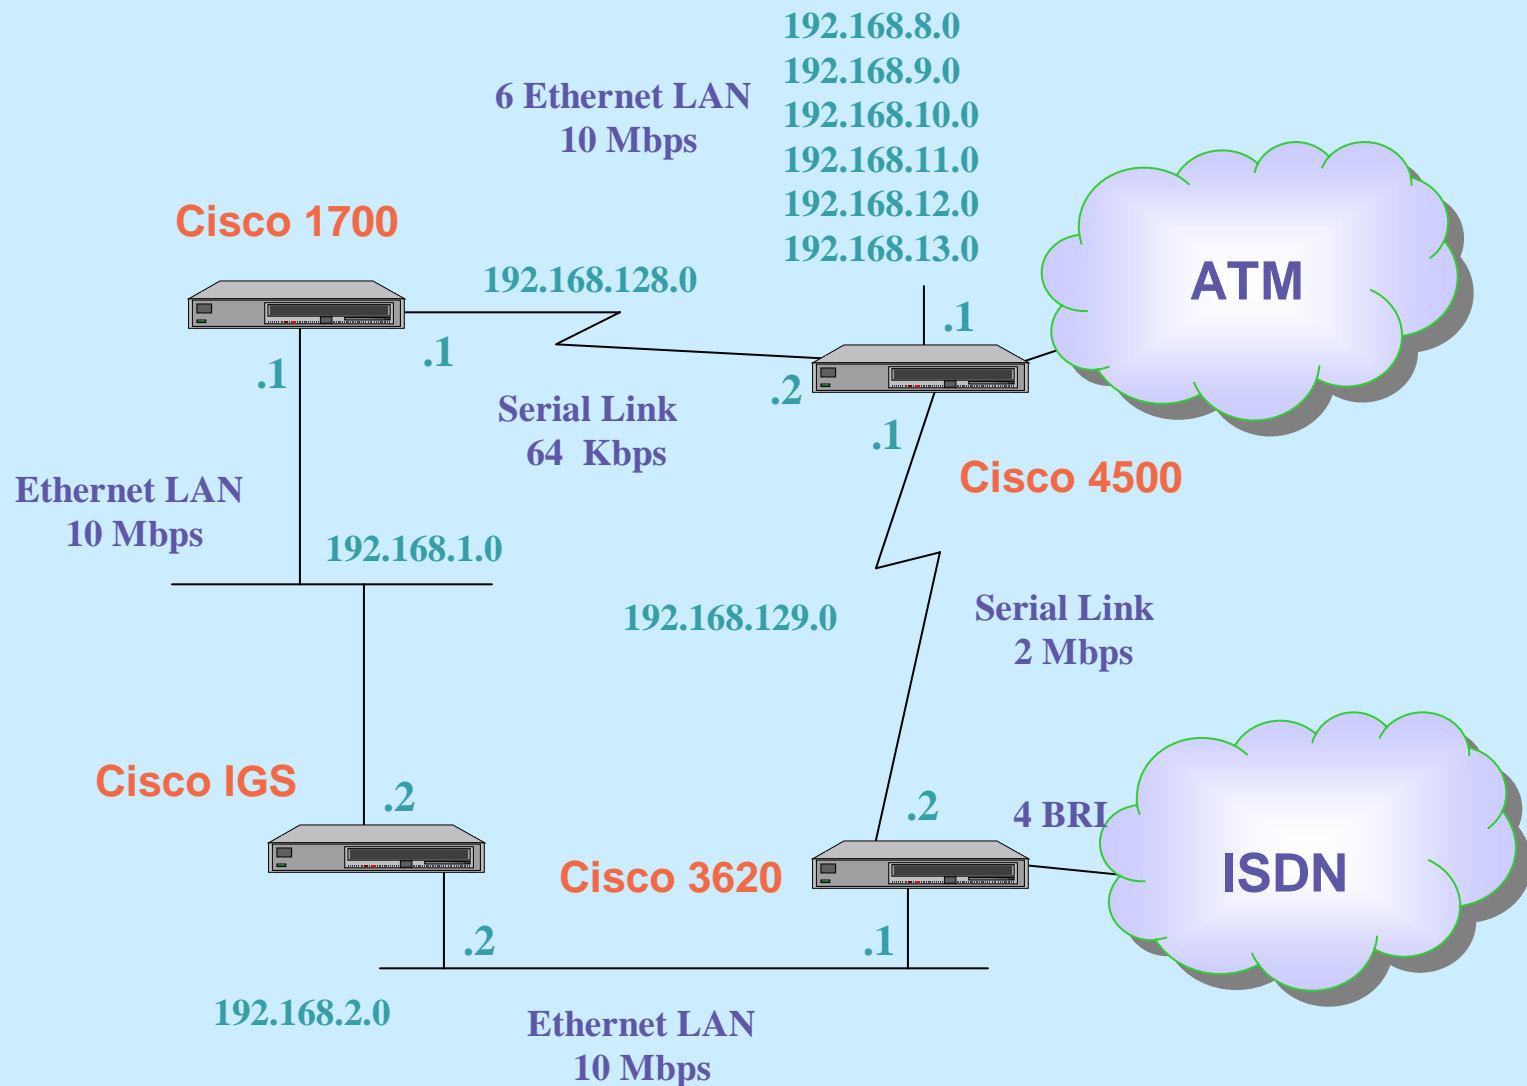 192.168.8.0
192.168.9.0
6 Ethernet LAN
10 Mbps
192.168.10.0
192.168.11.0
192.168.12.0
192.168.13.0
Cisco 1700
192.168.128.0
ATM
.1
.1
.1
.2
Serial Link
64 Kbps
.1
Cisco 4500
Ethernet LAN
10 Mbps
192.168.1.0
192.168.129.0
Serial Link
2 Mbps
Cisco IGS
.2
.2
4 BRI
Cisco 3620
ISDN
.2
.1
192.168.2.0
Ethernet LAN
10 Mbps